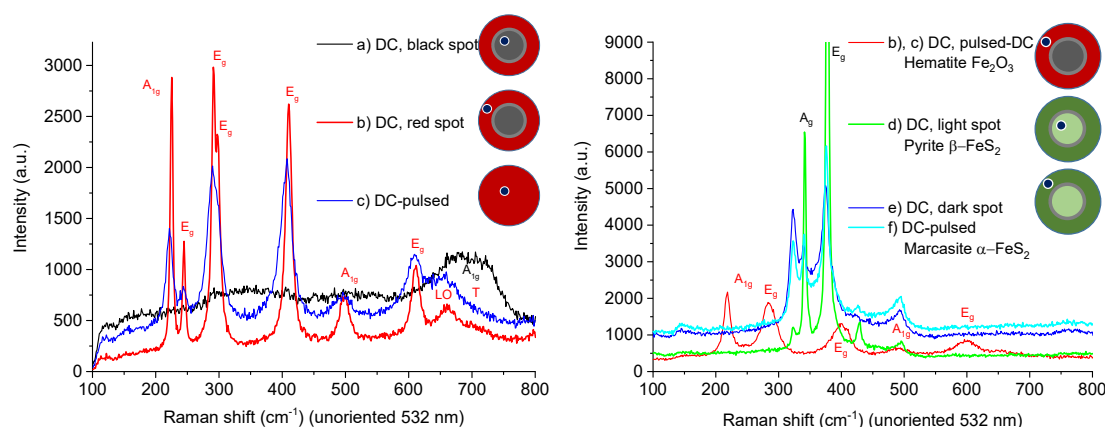 3000
2500
2000
1500
1000
500
0
Intensity (a.u.)
100 200 300 400 500 600 700 800
Raman shift (cm⁻¹) (unoriented 532 nm)
A1g
Eg
Eg
Eg
Eg
A1g
Eg
LO
A1g
T
a) DC, black spot
b) DC, red spot
c) DC-pulsed
9000
8000
7000
6000
5000
4000
3000
2000
1000
0
Intensity (a.u.)
100 200 300 400 500 600 700 800
Raman shift (cm⁻¹) (unoriented 532 nm)
Eg
Ag
A1g
Eg
Eg
A1g
Eg
b), c) DC, pulsed-DC
Hematite Fe₂O₃
d) DC, light spot
Pyrite β−FeS₂
e) DC, dark spot
f) DC-pulsed
Marcasite α−FeS₂